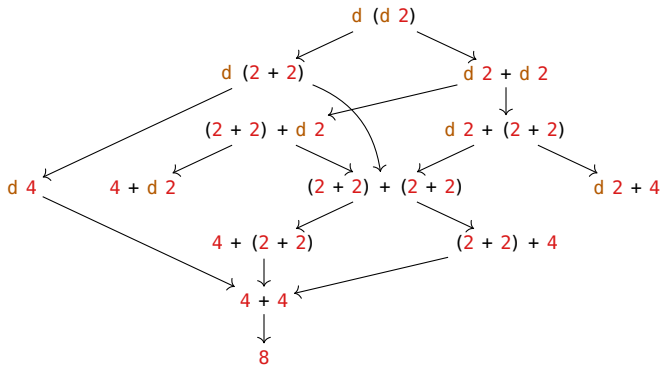 d (d 2)
d (2 + 2)
d 2 + d 2
(2 + 2) + d 2
d 2 + (2 + 2)
d 4
4 + d 2
(2 + 2) + (2 + 2)
d 2 + 4
4 + (2 + 2)
(2 + 2) + 4
4 + 4
8